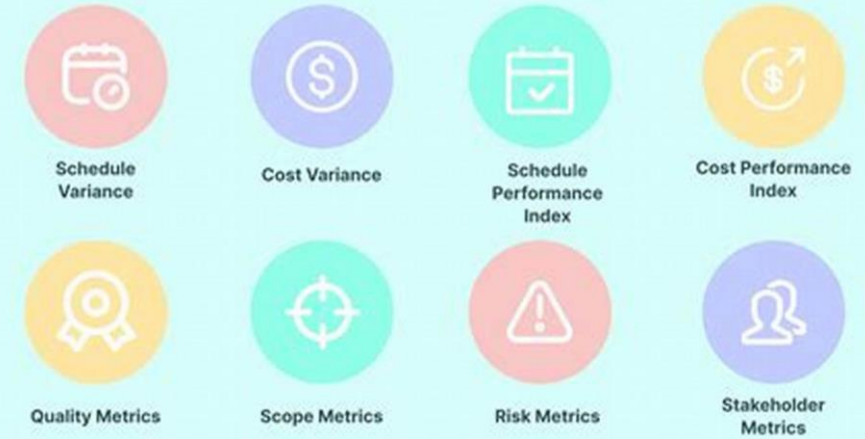 Schedule
Variance
Cost Variance
Schedule
Performance
Index
Cost Performance
Index
Quality Metrics
Scope Metrics
Risk Metrics
Stakeholder
Metrics